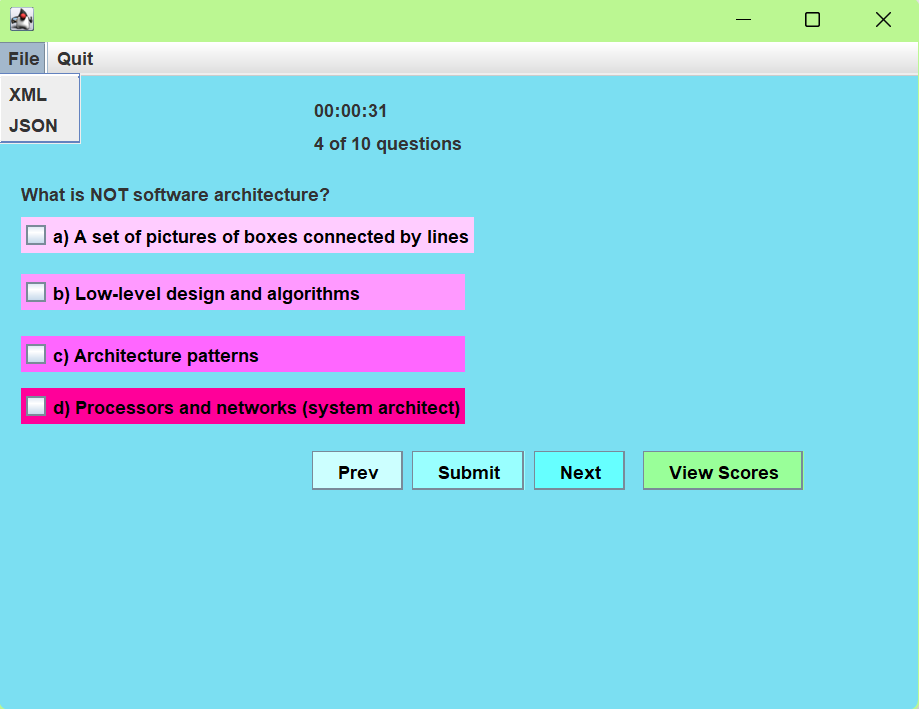 File Quit
XML
JSON
00:00:31
4 of 10 questions
What is NOT software architecture?
a) A set of pictures of boxes connected by lines
b) Low-level design and algorithms
c) Architecture patterns
d) Processors and networks (system architect)
Prev Submit Next View Scores